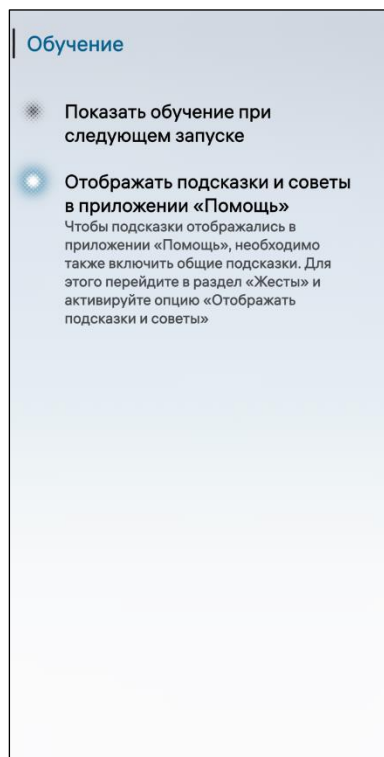 Обучение
Показать обучение при
следующем запуске
Отображать подсказки и советы
в приложении «Помощь»
Чтобы подсказки отображались в
приложении «Помощь», необходимо
также включить общие подсказки. Для
этого перейдите в раздел «Жесты» и
активируйте опцию «Отображать
подсказки и советы»